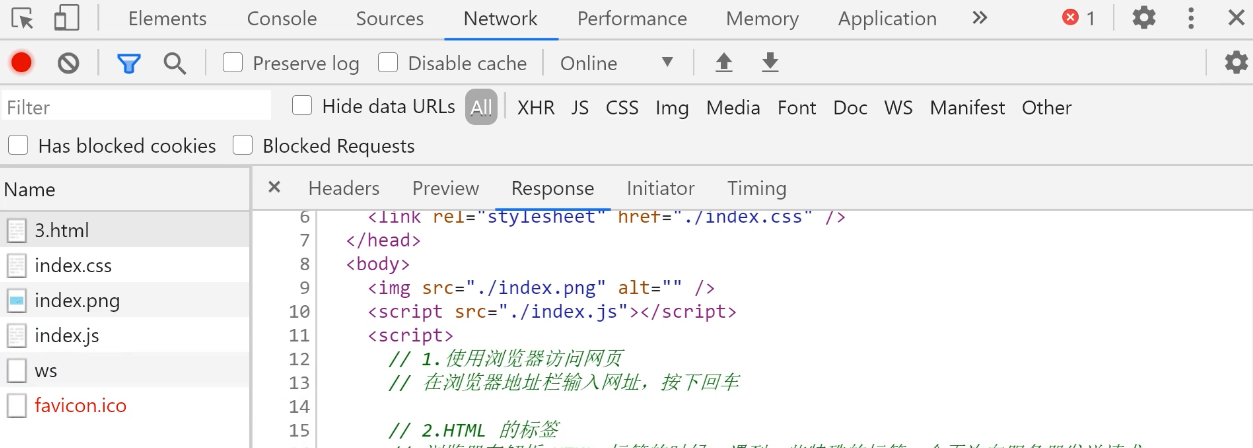 Elements Console Sources Network Performance Memory Application » 1
Preserve log Disable cache Online
Filter Hide data URLs All XHR JS CSS Img Media Font Doc WS Manifest Other
Has blocked cookies Blocked Requests
Name × Headers Preview Response Initiator Timing
6 <link rel="stylesheet" href="./index.css" />
3.html 7 </head>
8 <body>
index.css 9 <img src="./index.png" alt="" />
index.png 10 <script src="./index.js"></script>
index.js 11 <script>
12 // 1.使用浏览器访问网页
ws 13 // 在浏览器地址栏输入网址，按下回车
favicon.ico 14
15 // 2.HTML 的标签